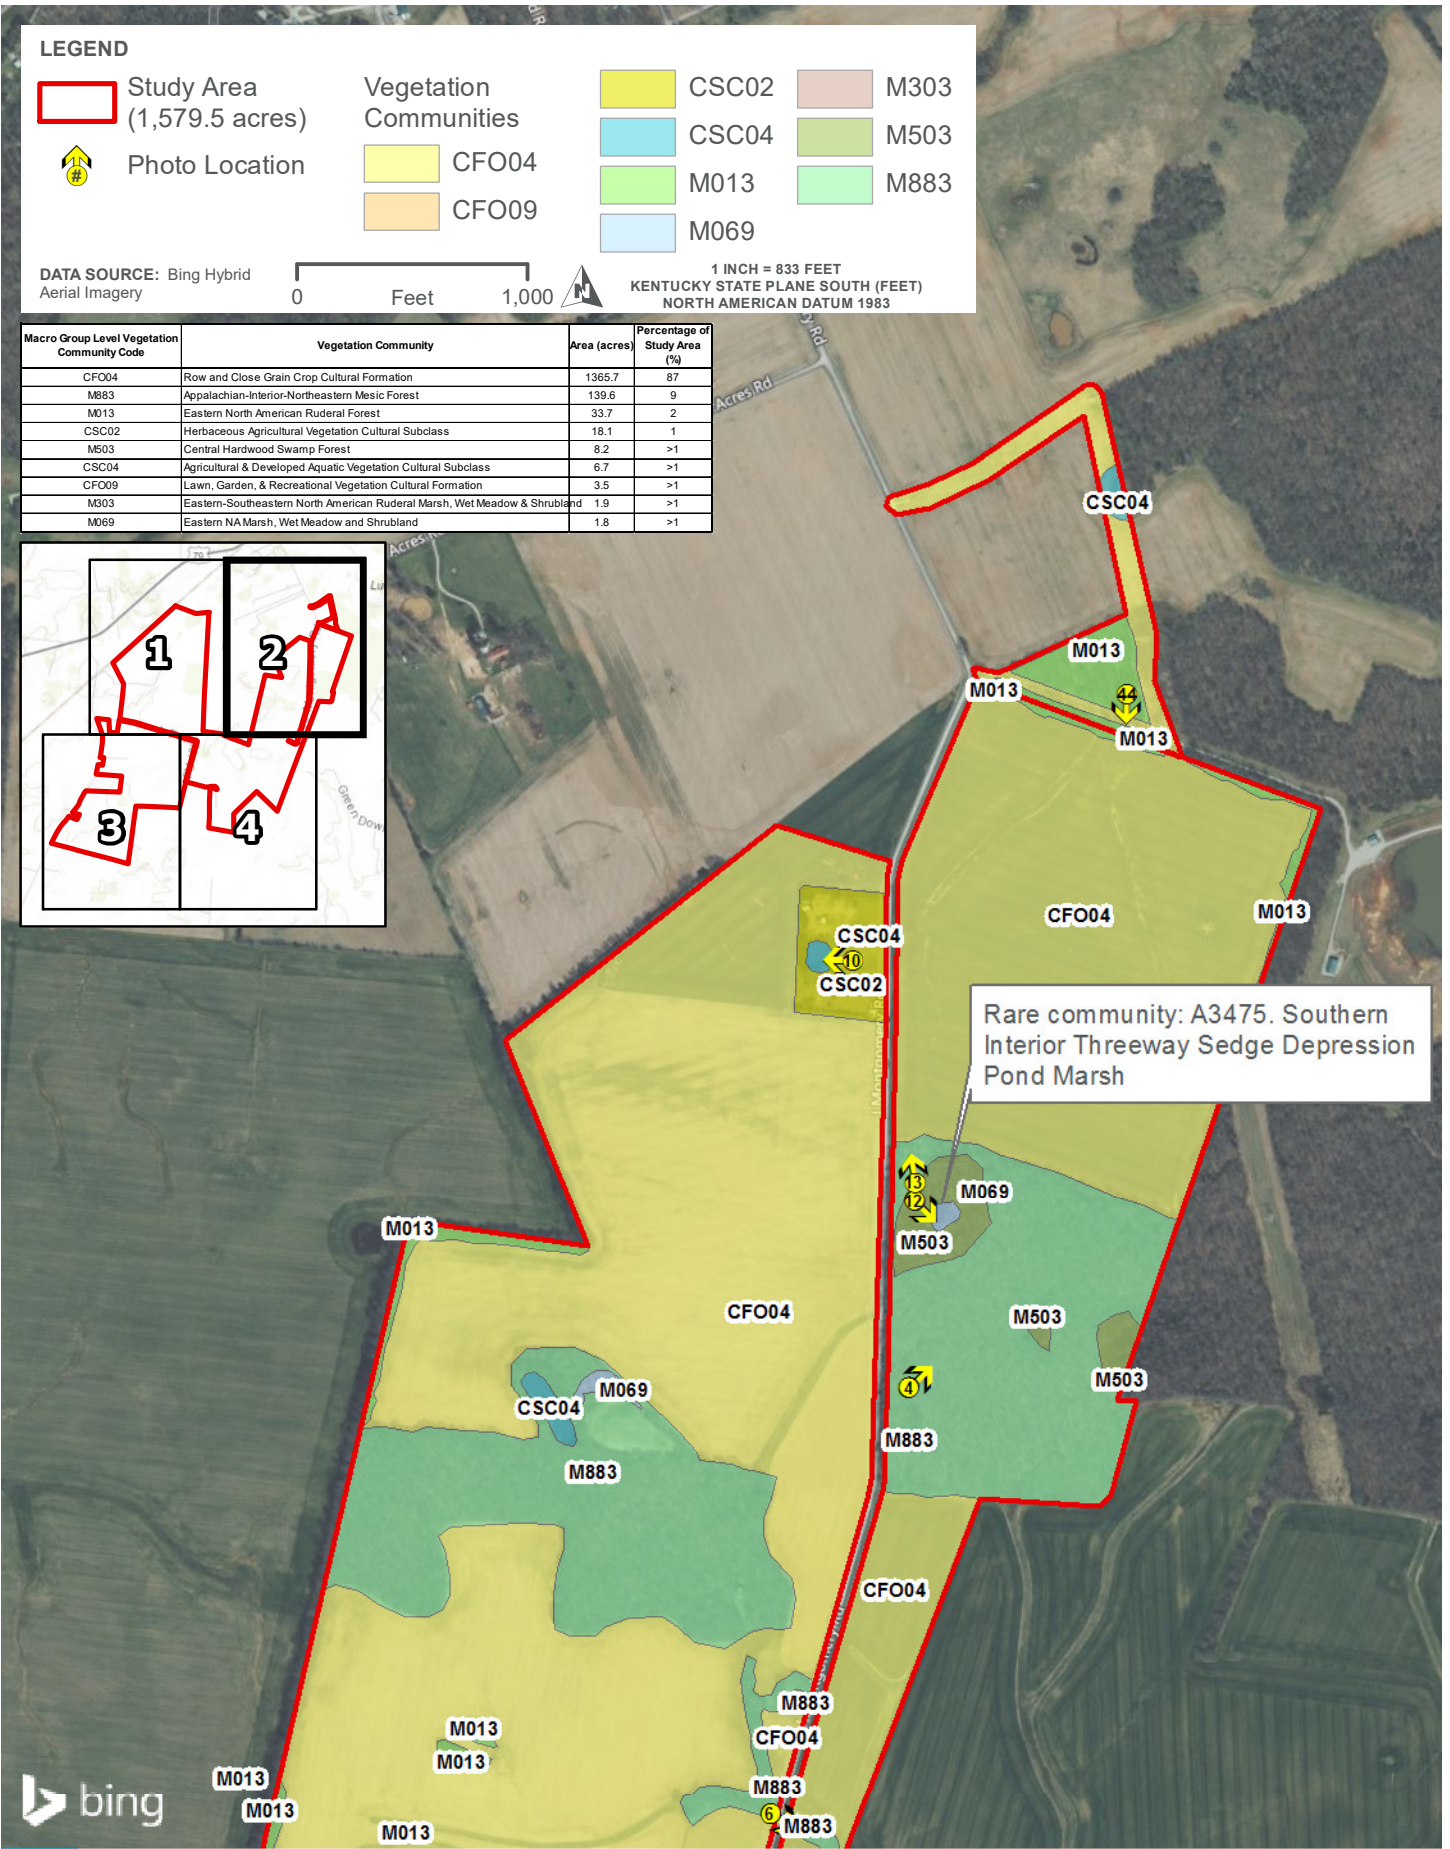 LEGEND
Study Area
(1,579.5 acres)
#
Photo Location
Vegetation
Communities
CFO04
CFO09
CSC02
CSC04
M013
M069
M303
M503
M883
DATA SOURCE: Bing Hybrid
Aerial Imagery
0 Feet 1,000
N
1 INCH = 833 FEET
KENTUCKY STATE PLANE SOUTH (FEET)
NORTH AMERICAN DATUM 1983
Macro Group Level Vegetation Community Code Vegetation Community Area (acres) Percentage of Study Area (%)
CFO04 Row and Close Grain Crop Cultural Formation 1365.7 87
M883 Appalachian-Interior-Northeastern Mesic Forest 139.6 9
M013 Eastern North American Ruderal Forest 33.7 2
CSC02 Herbaceous Agricultural Vegetation Cultural Subclass 18.1 1
M503 Central Hardwood Swamp Forest 8.2 >1
CSC04 Agricultural & Developed Aquatic Vegetation Cultural Subclass 6.7 >1
CFO09 Lawn, Garden, & Recreational Vegetation Cultural Formation 3.5 >1
M303 Eastern-Southeastern North American Ruderal Marsh, Wet Meadow & Shrubland 1.9 >1
M069 Eastern NA Marsh, Wet Meadow and Shrubland 1.8 >1
Rd
Acres Rd
Acres
79
1
2
3
4
Green Dow
CSC04
M013
M013
44
M013
CFO04
M013
CSC04
10
CSC02
Rare community: A3475. Southern
Interior Threeway Sedge Depression
Pond Marsh
13
12
M069
M503
M013
CFO04
M503
M503
4
M069
CSC04
M883
M883
CFO04
M883
M013
CFO04
M013
M013
M883
M013
6
M883
M013
bing